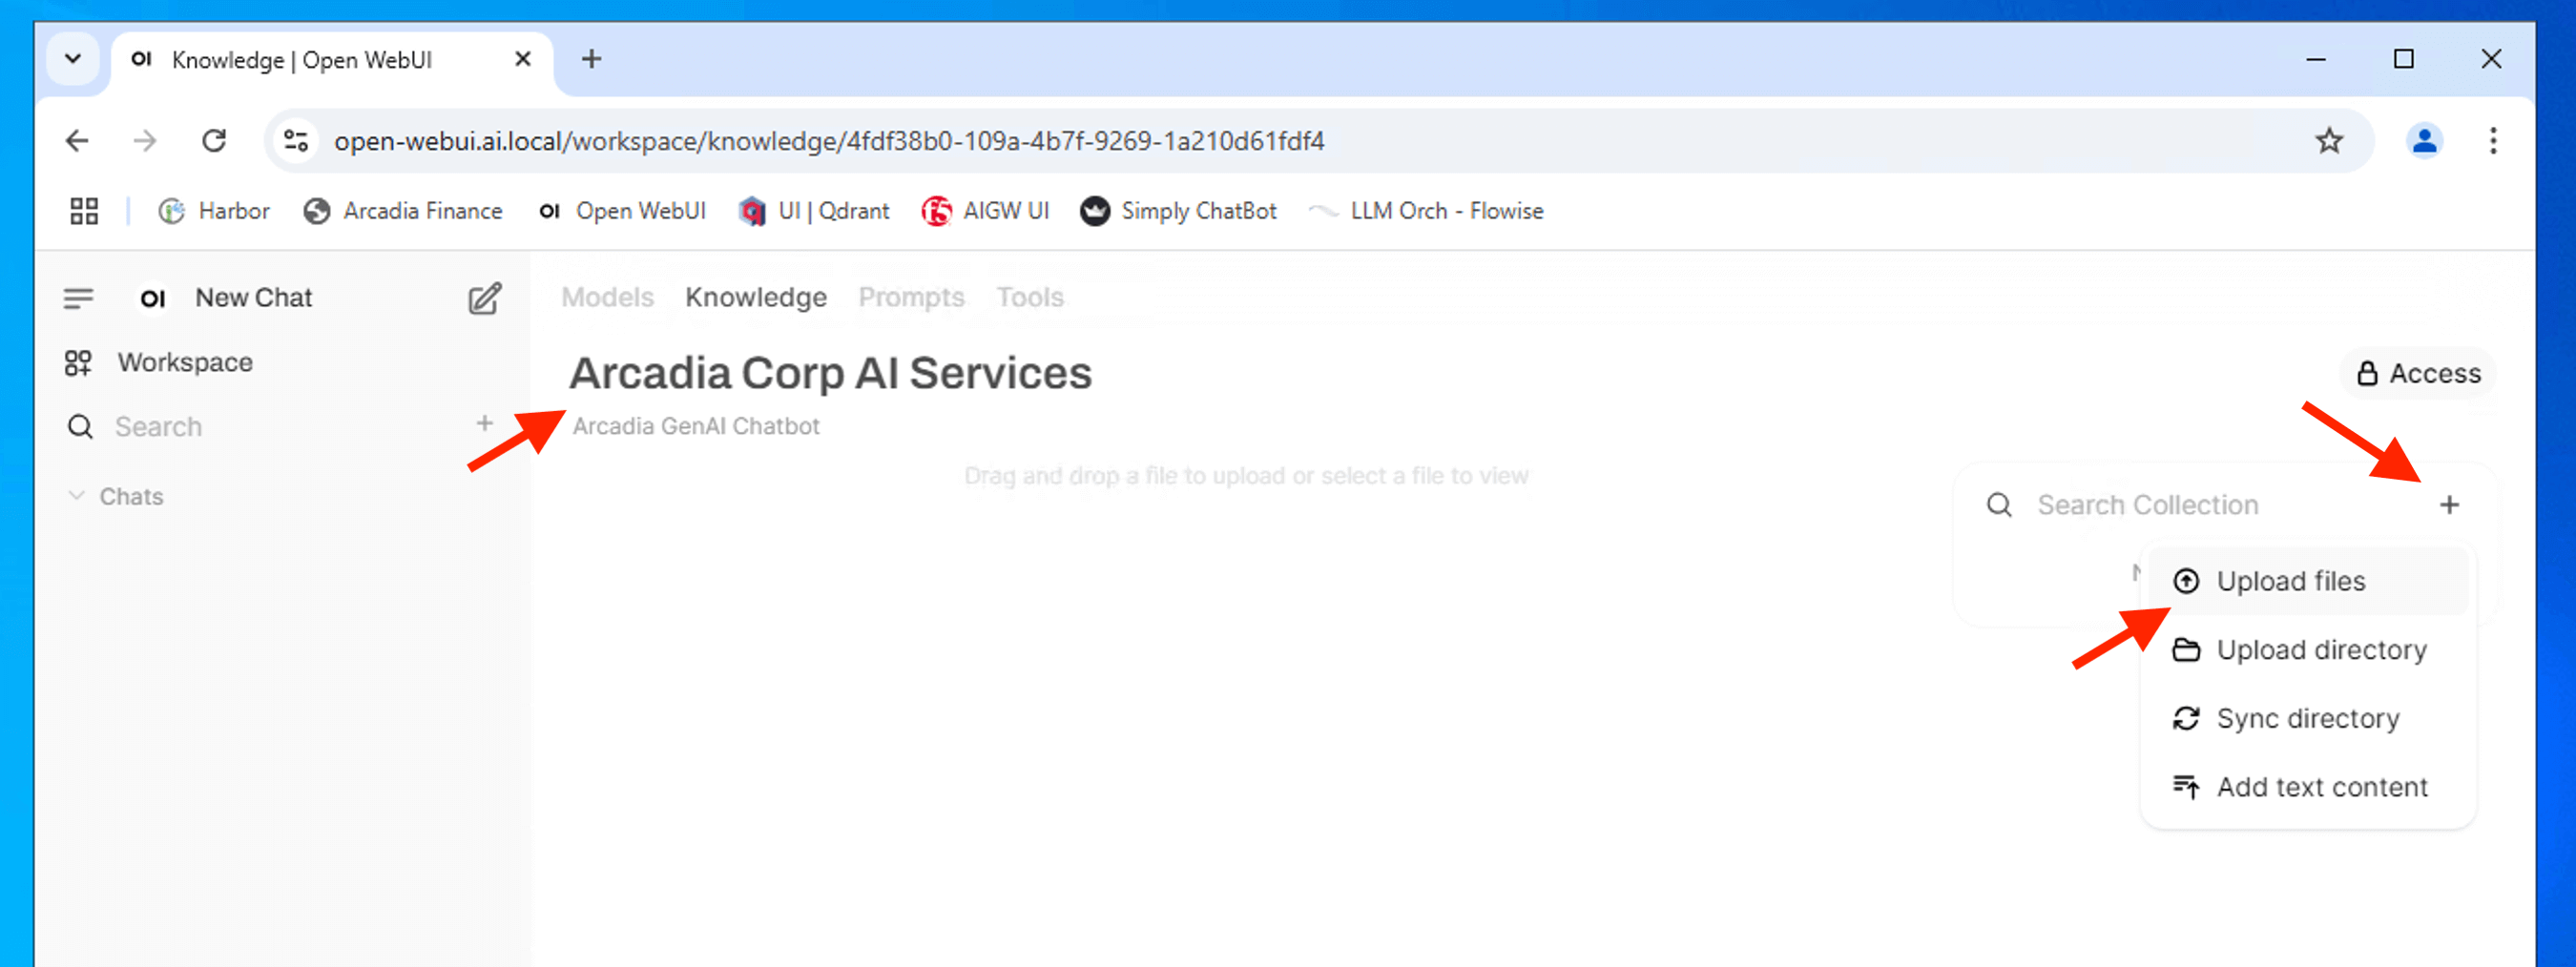 OI Knowledge | Open WebUI
open-webui.ai.local/workspace/knowledge/4fdf38b0-109a-4b7f-9269-1a210d61fdf4
Harbor Arcadia Finance OI Open WebUI UI | Qdrant AIGW UI Simply ChatBot LLM Orch - Flowise
OI New Chat
Workspace
Search
Chats
Models Knowledge Prompts Tools
Arcadia Corp AI Services
Access
Arcadia GenAI Chatbot
Drag and drop a file to upload or select a file to view
Search Collection
Upload files
Upload directory
Sync directory
Add text content